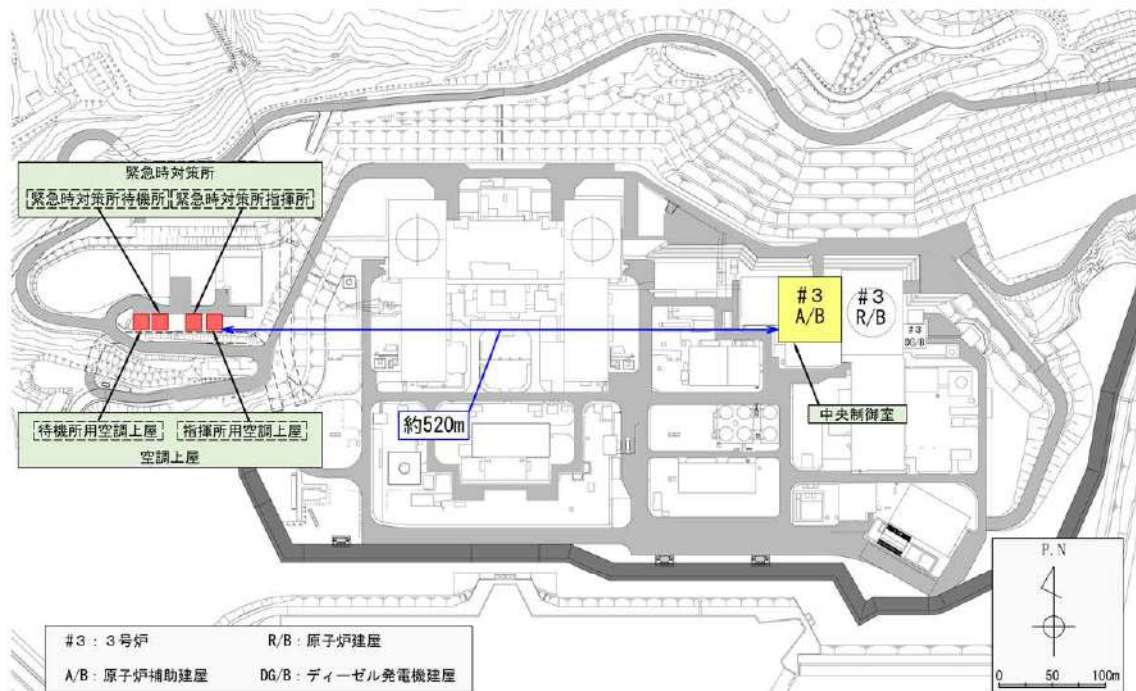 緊急時対策所
緊急時対策所待機所
緊急時対策所指揮所
#3
A/B
#3
R/B
#3
DG/B
約520m
中央制御室
待機所用空調上屋
指揮所用空調上屋
空調上屋
P.N
0 50 100m
#3：3号炉
R/B：原子炉建屋
A/B：原子炉補助建屋
DG/B：ディーゼル発電機建屋